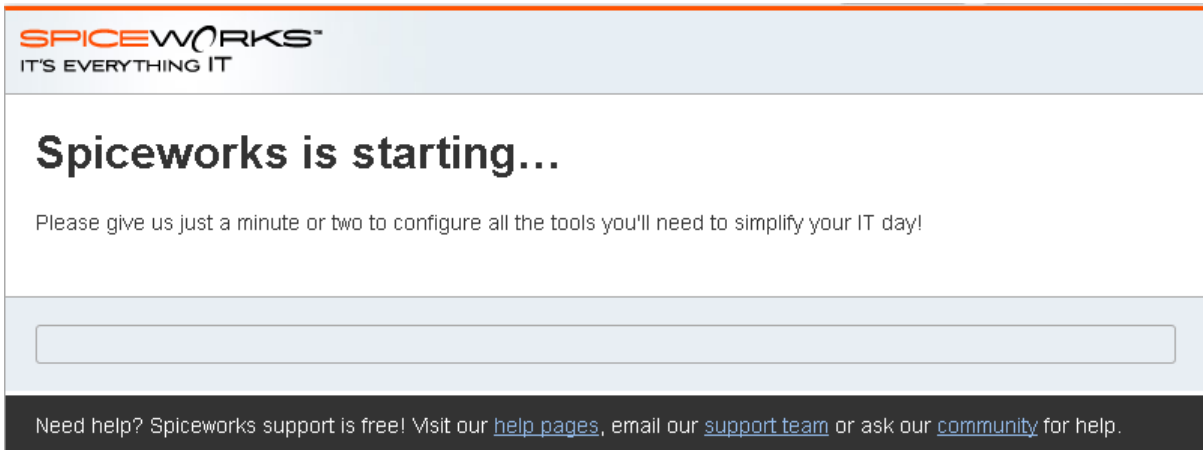 SPICEWORKS™
IT'S EVERYTHING IT
Spiceworks is starting...
Please give us just a minute or two to configure all the tools you'll need to simplify your IT day!
Need help? Spiceworks support is free! Visit our help pages, email our support team or ask our community for help.